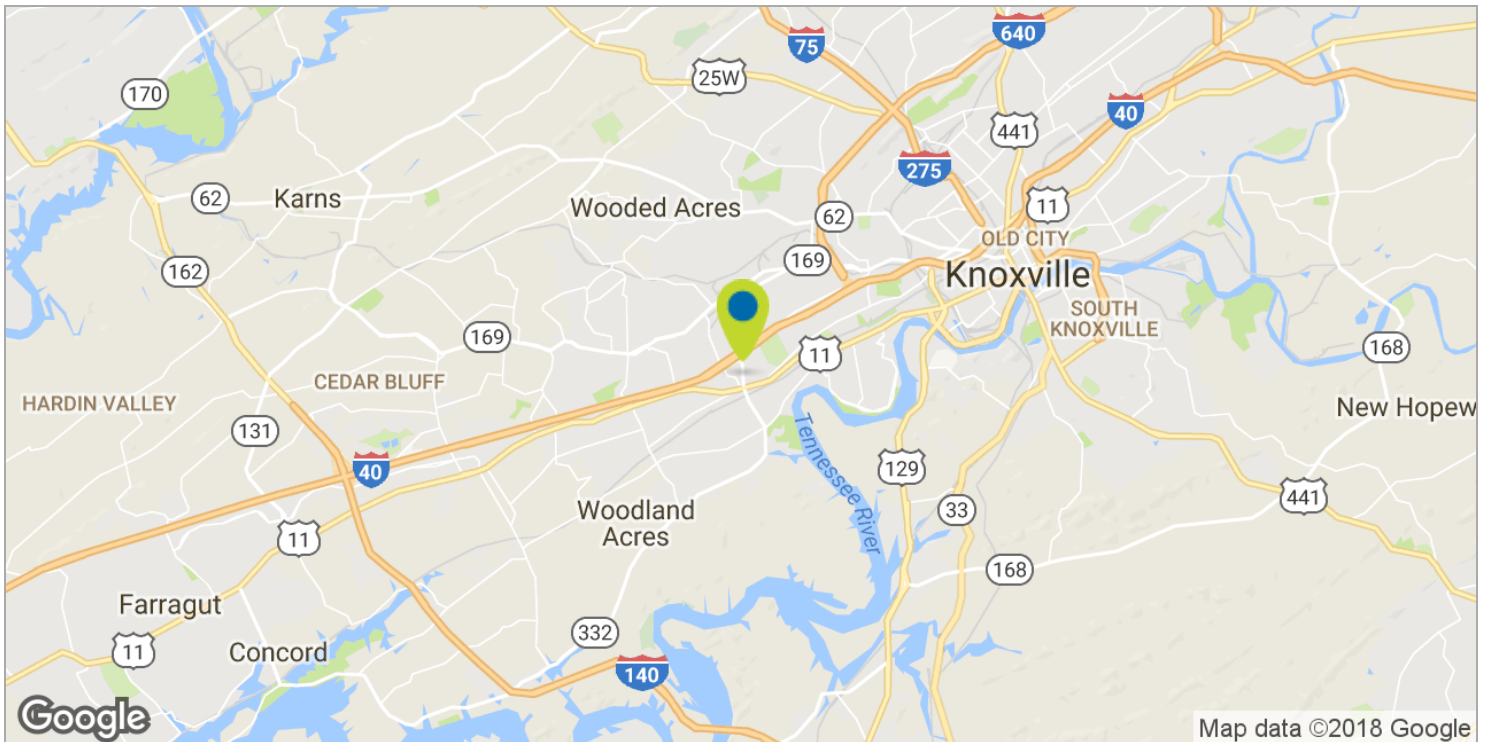 75
640
25W
170
40
441
275
62
Karns
11
Wooded Acres
62
OLD CITY
169
162
Knoxville
SOUTH
KNOXVILLE
169
11
168
CEDAR BLUFF
HARDIN VALLEY
New Hopew
131
Tennessee River
40
129
441
Woodland
Acres
33
11
168
Farragut
332
11
Concord
140
Google
Map data ©2018 Google